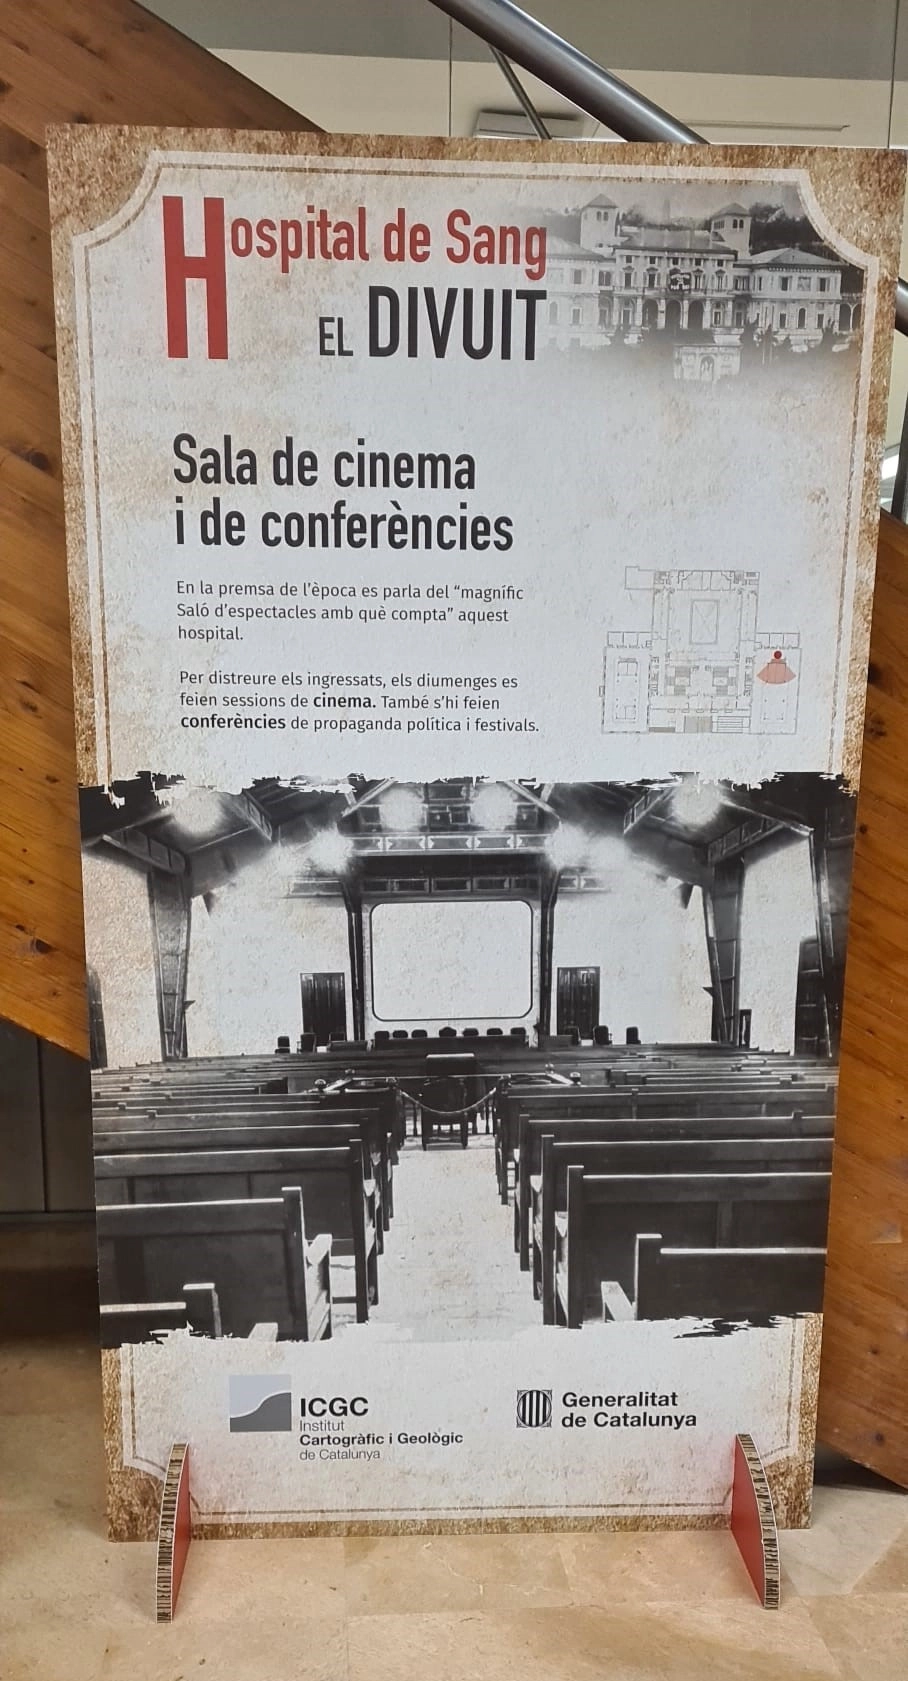 Hospital de Sang
EL DIVUIT
Sala de cinema
i de conferències
En la premsa de l'època es parla del “magnífic
Saló d'espectacles amb què compta” aquest
hospital.
Per distreure els ingressats, els diumenges es
feien sessions de cinema. També s'hi feien
conferències de propaganda política i festivals.
ICGC
Institut
Cartogràfic i Geològic
de Catalunya
Generalitat
de Catalunya